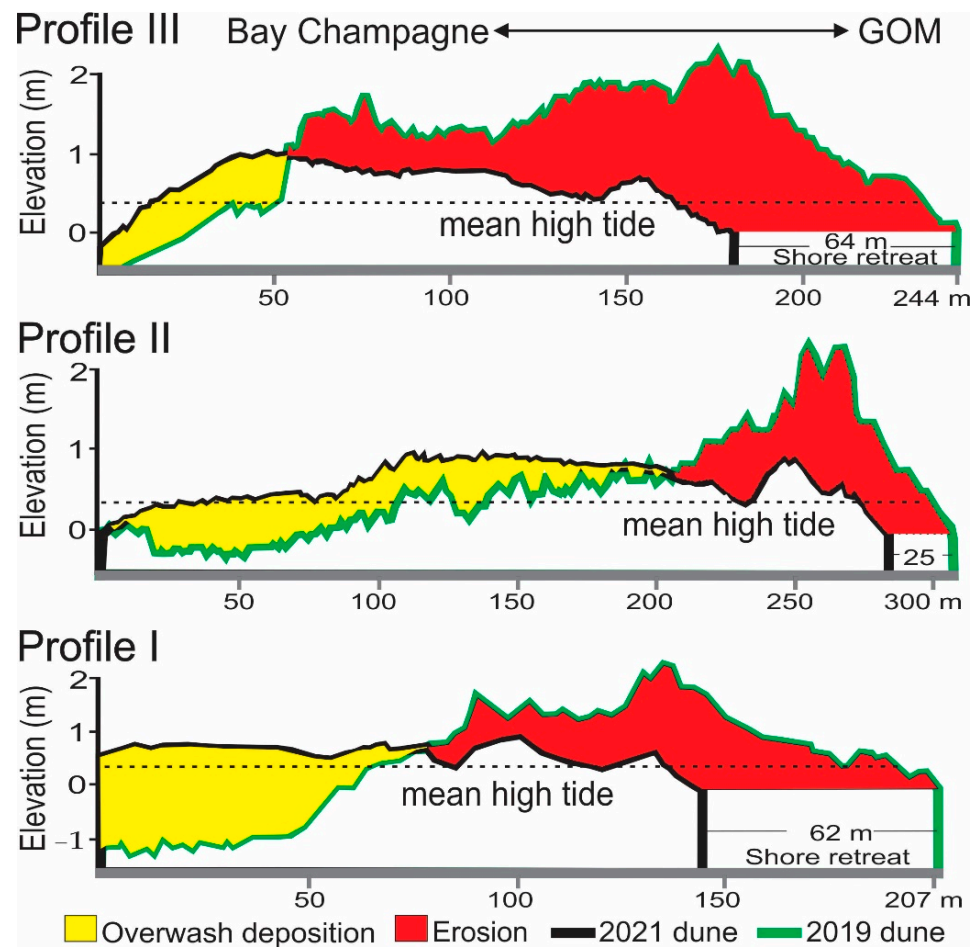 Profile III Bay Champagne GOM
Elevation (m)
2
1
0
mean high tide
64 m
Shore retreat
50 100 150 200 244 m
Profile II
Elevation (m)
2
1
0
mean high tide
25
50 100 150 200 250 300 m
Profile I
Elevation (m)
2
1
0
-1
mean high tide
62 m
Shore retreat
50 100 150 207 m
Overwash deposition Erosion 2021 dune 2019 dune